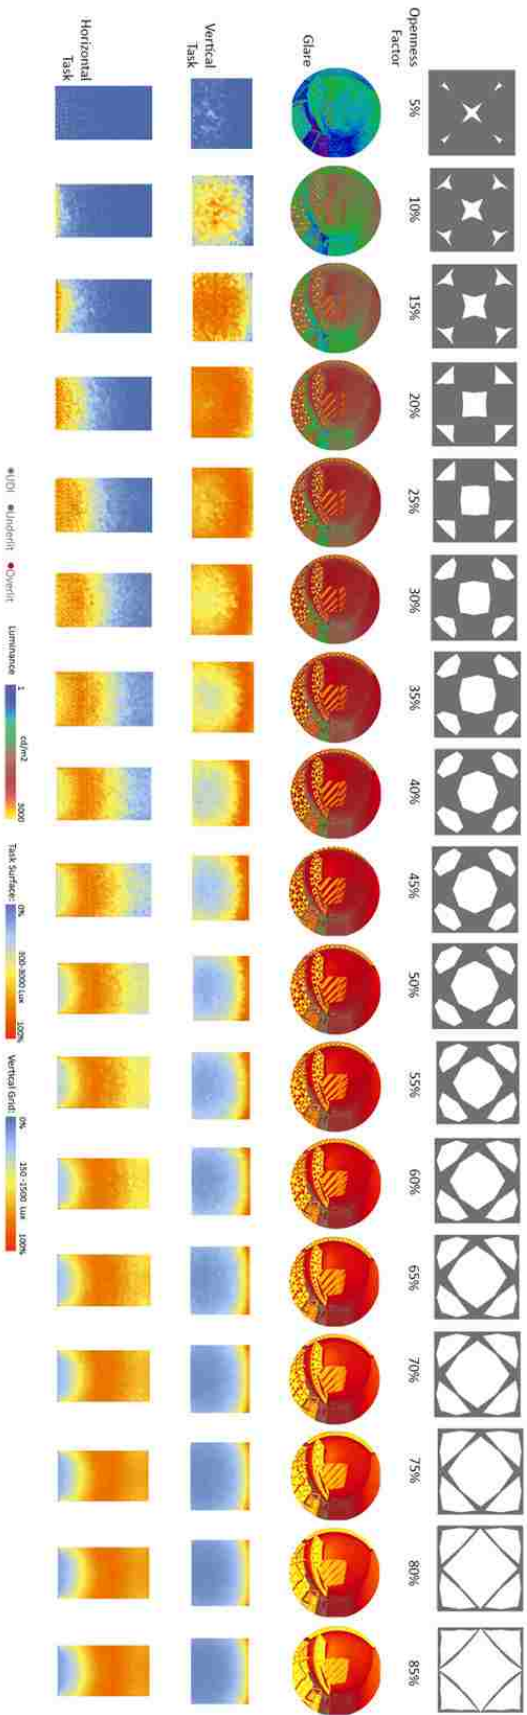 Openness
Factor
5%
10%
15%
20%
25%
30%
35%
40%
45%
50%
55%
60%
65%
70%
75%
80%
85%
Glare
Vertical
Task
Horizontal
Task
UDI
Underlit
Overlit
Luminance
1
cd/m2
3000
Task Surface:
0%
300-3000 Lux
100%
Vertical Grid:
0%
150 -1500 Lux
100%